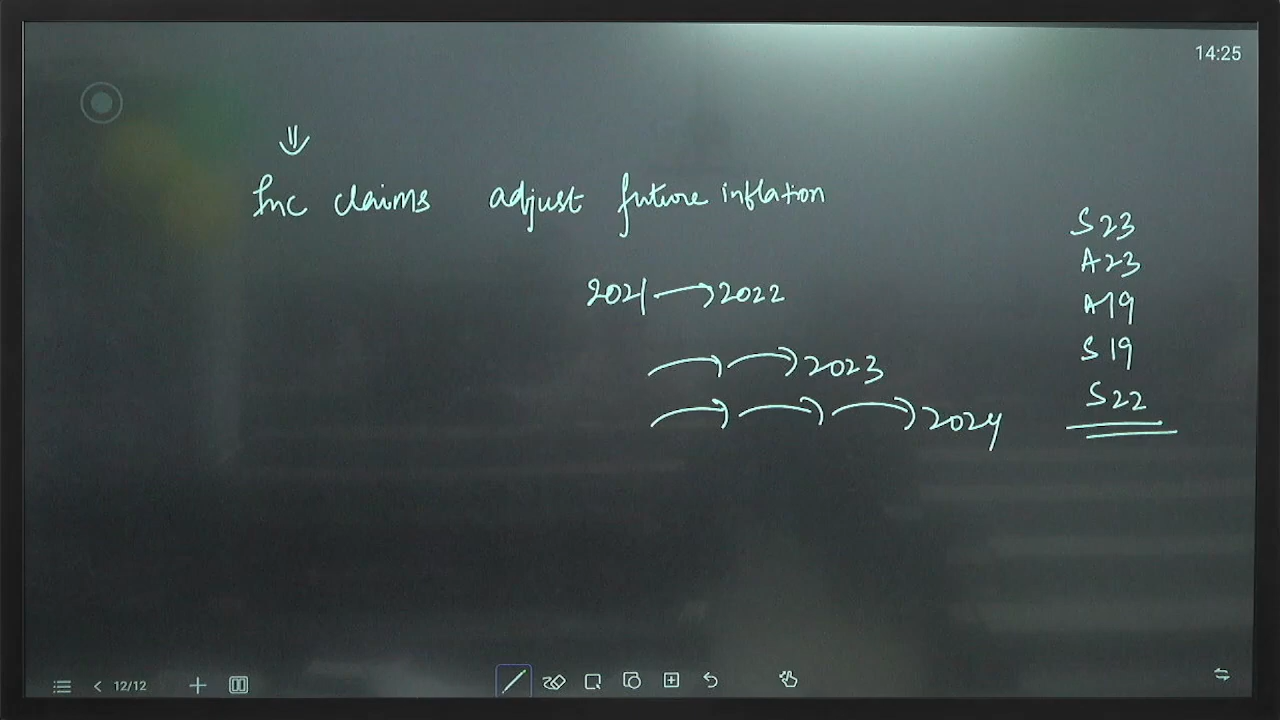 14:25
⇓
Inc claims adjust future inflation
2021 → 2022
→ → 2023
→ → → 2024
S23
A23
A19
S19
S22
12/12